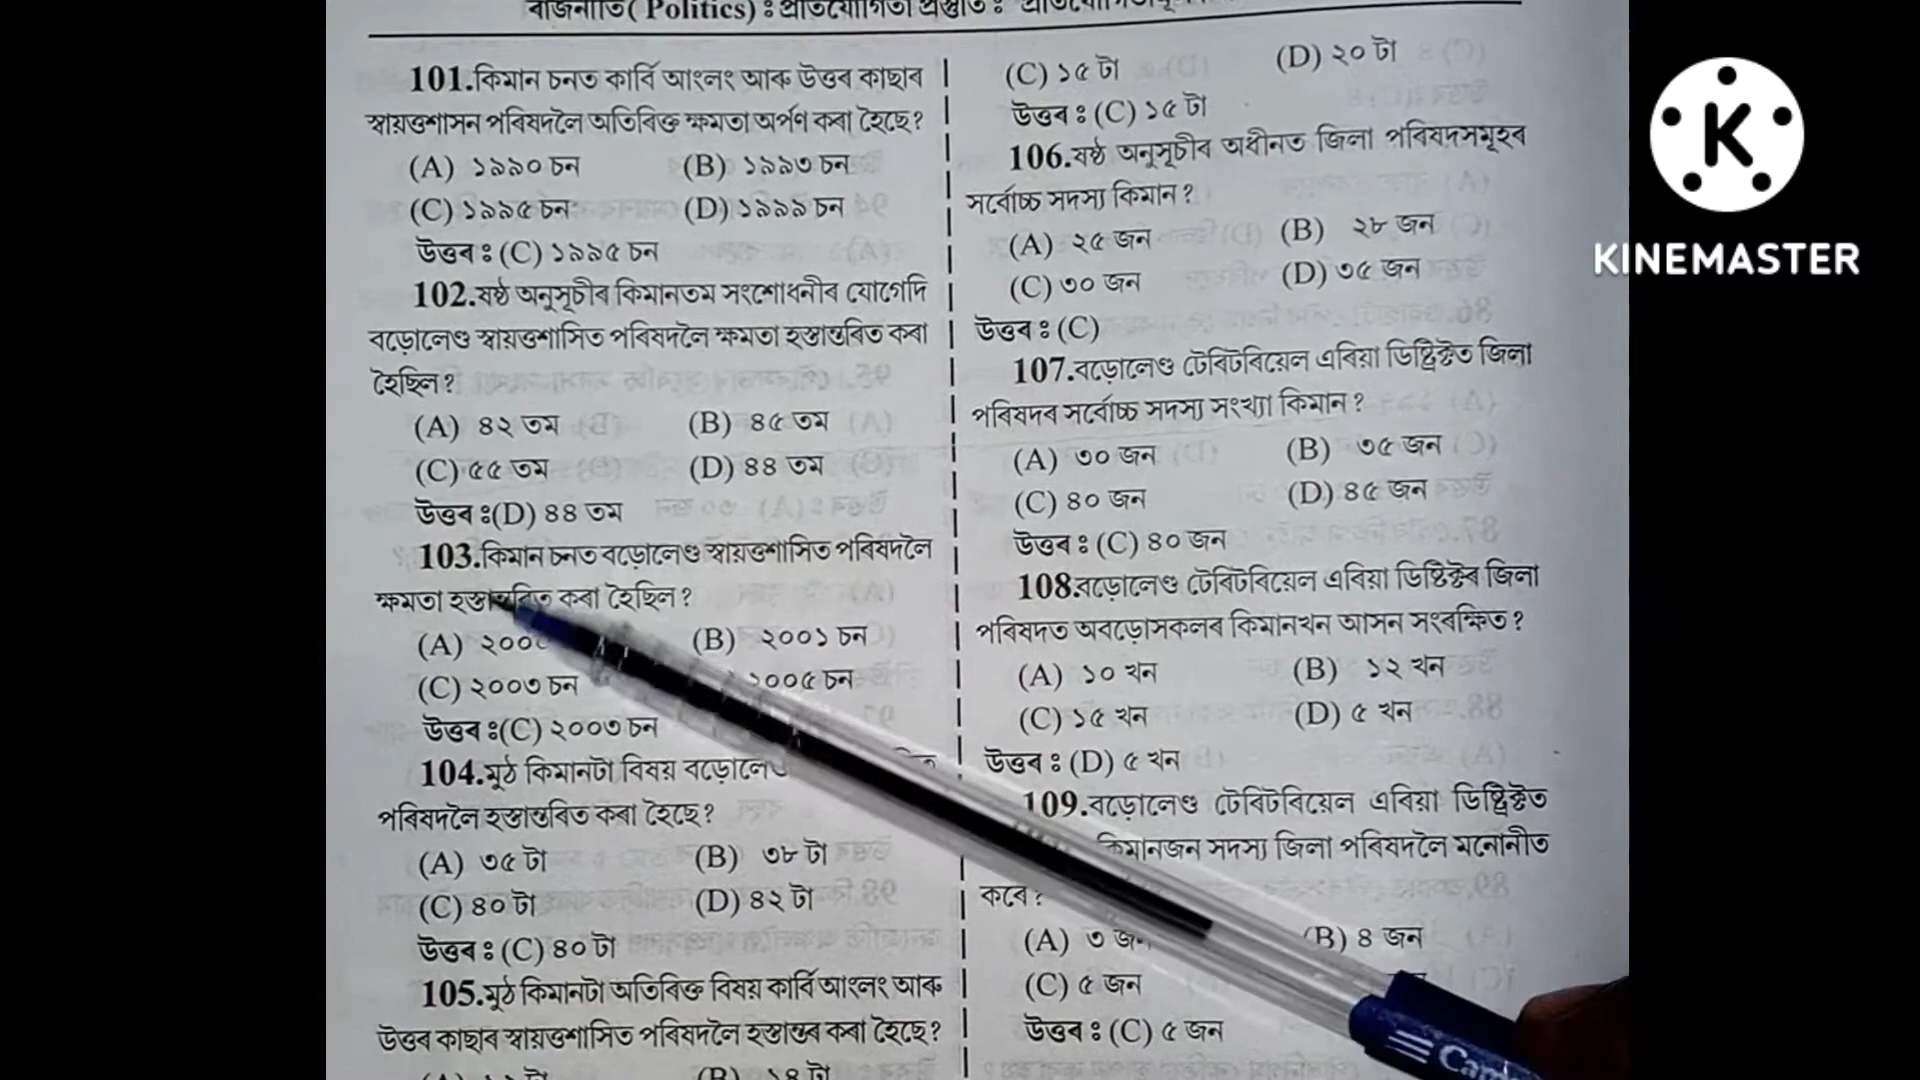 ৰাজনীতি( Politics) : প্ৰতিযোগিতা প্ৰস্তুতি :
101.কিমান চনত কাৰ্বি আংলং আৰু উত্তৰ কাছাৰ
স্বায়ত্তশাসন পৰিষদলৈ অতিৰিক্ত ক্ষমতা অৰ্পণ কৰা হৈছে?
(A) ১৯৯০ চন (B) ১৯৯৩ চন
(C) ১৯৯৫ চন (D) ১৯৯৯ চন
উত্তৰ : (C) ১৯৯৫ চন
102.ষষ্ঠ অনুসূচীৰ কিমানতম সংশোধনীৰ যোগেদি
বড়োলেণ্ড স্বায়ত্তশাসিত পৰিষদলৈ ক্ষমতা হস্তান্তৰিত কৰা
হৈছিল?
(A) ৪২ তম (B) ৪৫ তম
(C) ৫৫ তম (D) ৪৪ তম
উত্তৰ :(D) ৪৪ তম
103.কিমান চনত বড়োলেণ্ড স্বায়ত্তশাসিত পৰিষদলৈ
ক্ষমতা হস্তান্তৰিত কৰা হৈছিল?
(A) (B) ২০০১ চন
(C) ২০০৩ চন ২০০৫ চন
উত্তৰ :(C) ২০০৩ চন
104.মুঠ কিমানটা বিষয়
পৰিষদলৈ হস্তান্তৰিত কৰা হৈছে?
(A) ৩৫ টা (B) ৩৮ টা
(C) ৪০ টা (D) ৪২ টা
উত্তৰ : (C) ৪০ টা
105.মুঠ কিমানটা অতিৰিক্ত বিষয় কাৰ্বি আংলং আৰু
উত্তৰ কাছাৰ স্বায়ত্তশাসিত পৰিষদলৈ হস্তান্তৰ কৰা হৈছে?
(B) ১৪ টা
(C) ১৫ টা (D) ২০ টা
উত্তৰ : (C) ১৫ টা
106.ষষ্ঠ অনুসূচীৰ অধীনত জিলা পৰিষদসমূহৰ
সৰ্বোচ্চ সদস্য কিমান?
(A) ২৫ জন (B) ২৮ জন
(C) ৩০ জন (D) ৩৫ জন
উত্তৰ : (C)
107.বড়োলেণ্ড টেৰিটৰিয়েল এৰিয়া ডিষ্ট্ৰিক্টত জিলা
পৰিষদৰ সৰ্বোচ্চ সদস্য সংখ্যা কিমান?
(A) ৩০ জন (B) ৩৫ জন
(C) ৪০ জন (D) ৪৫ জন
উত্তৰ : (C) ৪০ জন
108.বড়োলেণ্ড টেৰিটৰিয়েল এৰিয়া ডিষ্টিক্টৰ জিলা
পৰিষদত অবড়োসকলৰ কিমানখন আসন সংৰক্ষিত?
(A) ১০ খন (B) ১২ খন
(C) ১৫ খন (D) ৫ খন
উত্তৰ : (D) ৫ খন
109.বড়োলেণ্ড টেৰিটৰিয়েল এৰিয়া ডিষ্ট্ৰিক্টত
কিমানজন সদস্য জিলা পৰিষদলৈ মনোনীত
কৰে?
(A) ৩ জন (B) ৪ জন
(C) ৫ জন
উত্তৰ : (C) ৫ জন
K
KINEMASTER